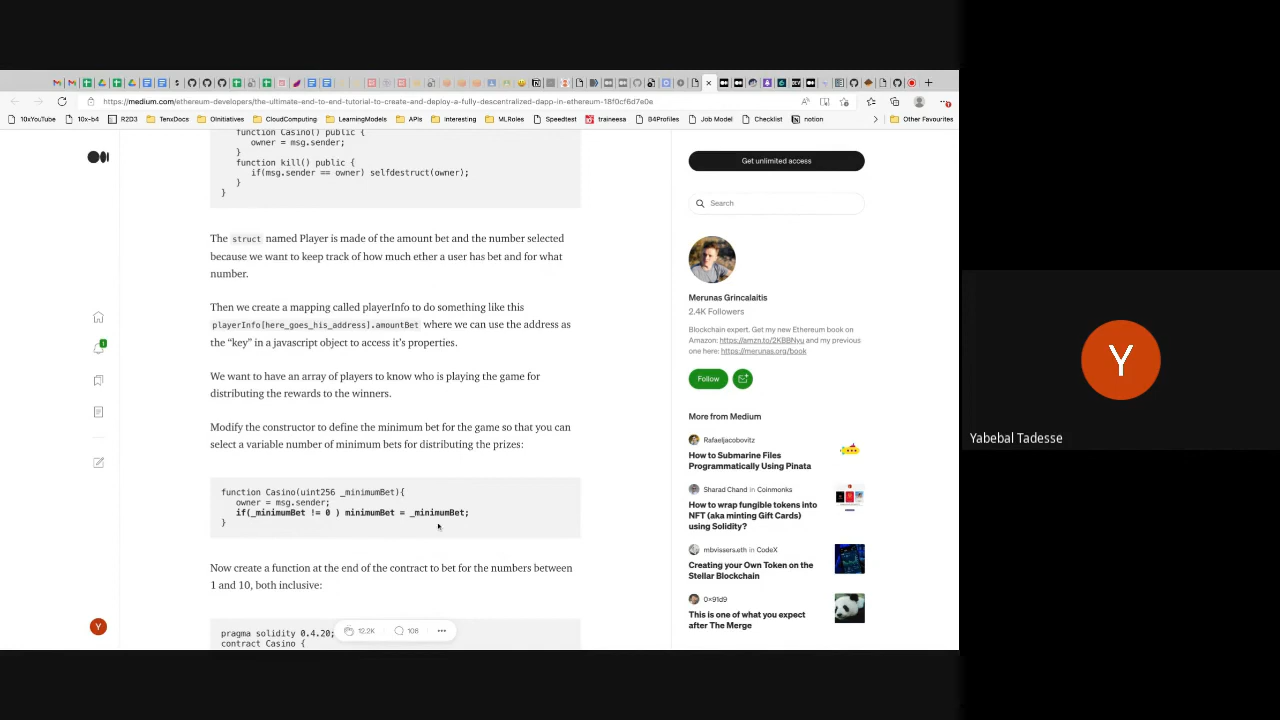 https://medium.com/ethereum-developers/the-ultimate-end-to-end-tutorial-to-create-and-deploy-a-fully-descentralized-dapp-in-ethereum-18f0cf6d7e0e
10xYouTube
10x-b4
R2D3
TenxDocs
OInitiatives
CloudComputing
LearningModels
APIs
Interesting
MLRoles
Speedtest
traineesa
B4Profiles
Job Model
Checklist
notion
Other Favourites
function Casino() public {
owner = msg.sender;
}
function kill() public {
if(msg.sender == owner) selfdestruct(owner);
}
}
The struct named Player is made of the amount bet and the number selected
because we want to keep track of how much ether a user has bet and for what
number.
Then we create a mapping called playerInfo to do something like this
playerInfo[here_goes_his_address].amountBet where we can use the address as
the “key” in a javascript object to access it’s properties.
We want to have an array of players to know who is playing the game for
distributing the rewards to the winners.
Modify the constructor to define the minimum bet for the game so that you can
select a variable number of minimum bets for distributing the prizes:
function Casino(uint256 _minimumBet){
owner = msg.sender;
if(_minimumBet != 0 ) minimumBet = _minimumBet;
}
Now create a function at the end of the contract to bet for the numbers between
1 and 10, both inclusive:
pragma solidity 0.4.20;
contract Casino {
12.2K
108
1
Y
Get unlimited access
Search
Merunas Grincalaitis
2.4K Followers
Blockchain expert. Get my new Ethereum book on
Amazon: https://amzn.to/2KBBNyu and my previous
one here: https://merunas.org/book
Follow
More from Medium
Rafaeljacobovitz
How to Submarine Files
Programmatically Using Pinata
Sharad Chand in Coinmonks
How to wrap fungible tokens into
NFT (aka minting Gift Cards)
using Solidity?
mbvissers.eth in CodeX
Creating your Own Token on the
Stellar Blockchain
0x91d9
This is one of what you expect
after The Merge
Y
Yabebal Tadesse